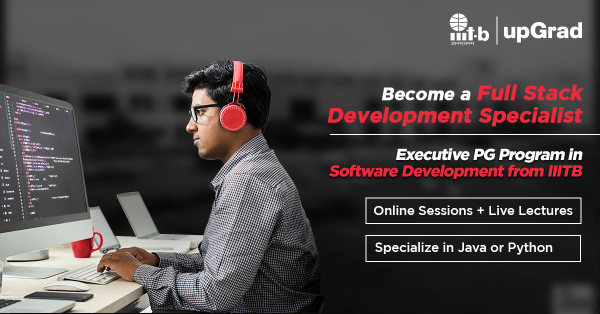 iiit-b | upGrad
Become a Full Stack
Development Specialist
Executive PG Program in
Software Development from IIITB
Online Sessions + Live Lectures
Specialize in Java or Python